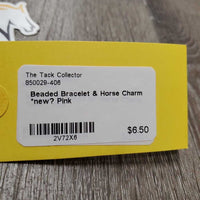 The Tack Collector
850029-406
Beaded Bracelet & Horse Charm
*new? Pink
2V72X6
$6.50